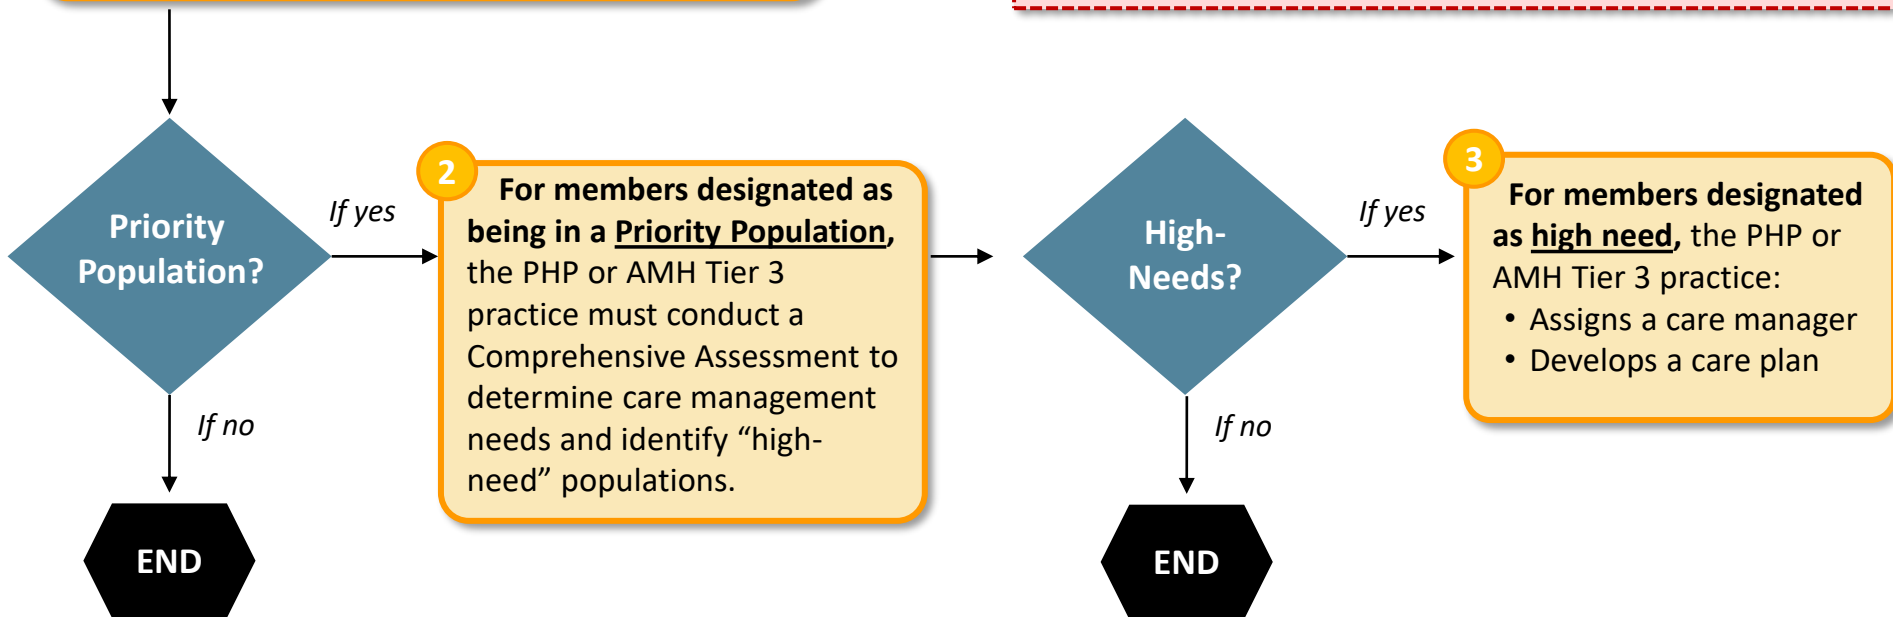 Priority
Population?
If yes
If no
END
2
For members designated as
being in a Priority Population,
the PHP or AMH Tier 3
practice must conduct a
Comprehensive Assessment to
determine care management
needs and identify “high-
need” populations.
High-
Needs?
If yes
If no
END
3
For members designated
as high need, the PHP or
AMH Tier 3 practice:
• Assigns a care manager
• Develops a care plan